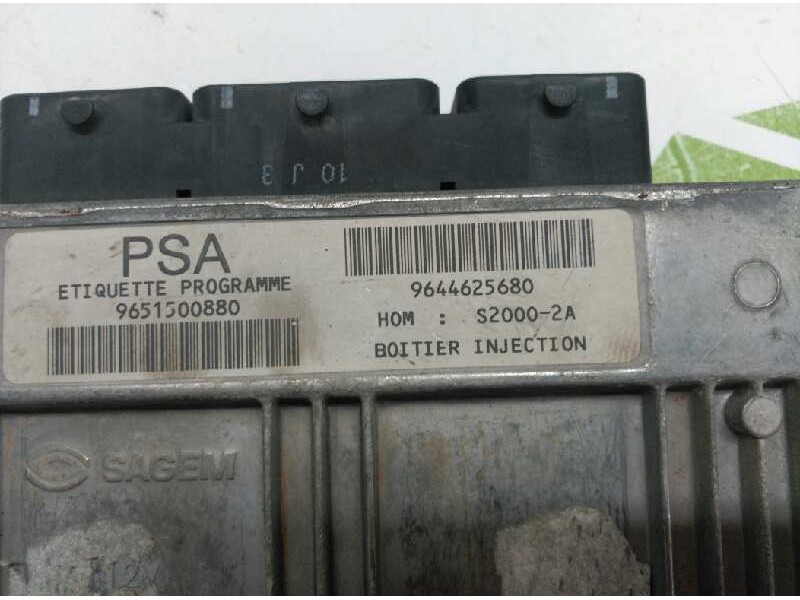 10 J 3
PSA
ETIQUETTE PROGRAMME
9651500880
9644625680
HOM : S2000-2A
BOITIER INJECTION
SAGEM